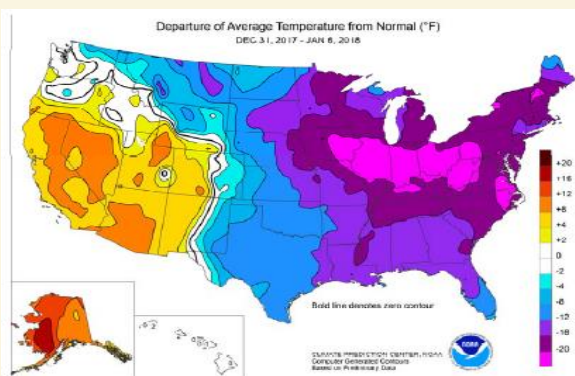 Departure of Average Temperature from Normal (°F)
DEC 31, 2017 - JAN 6, 2018
0
+20
+16
+12
+8
+4
+2
0
-2
-4
-8
-12
-16
-20
Bold line denotes zero contour
CLIMATE PREDICTION CENTER, NOAA
Computer Generated Contours
Based on Preliminary Data
NOAA